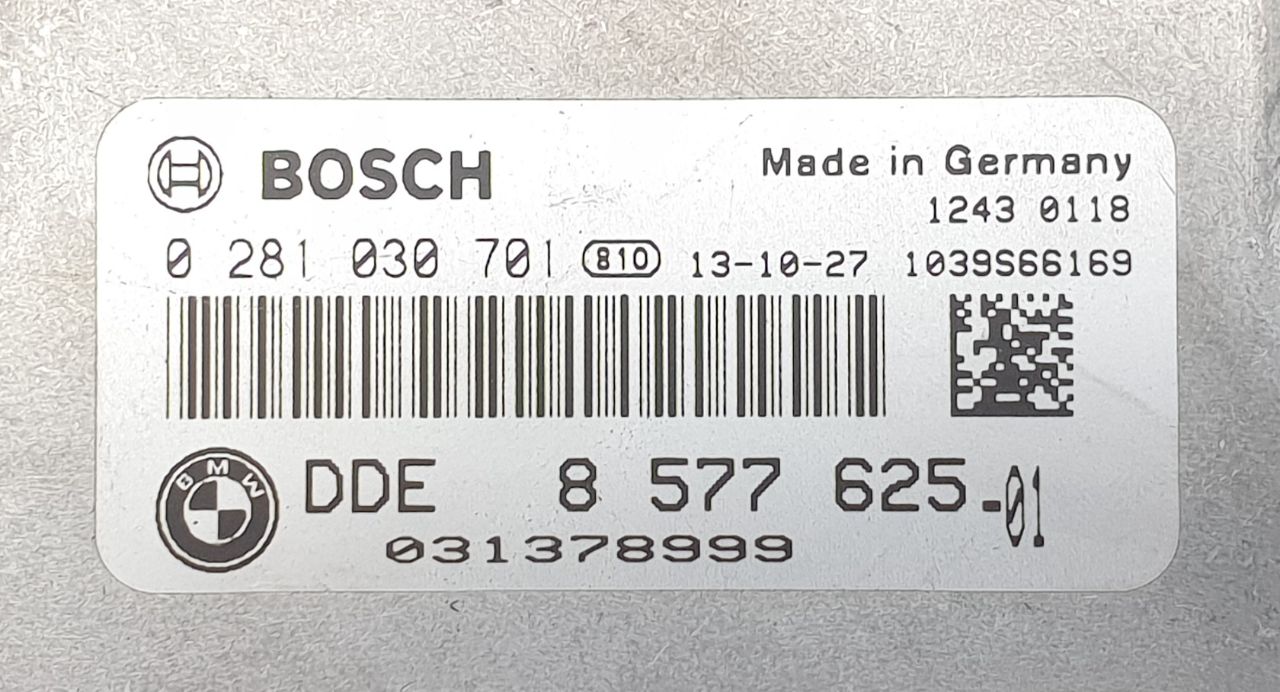 BOSCH Made in Germany
1243 0118
0 281 030 701 810 13-10-27 1039S66169
BMW DDE 8 577 625.01
031378999